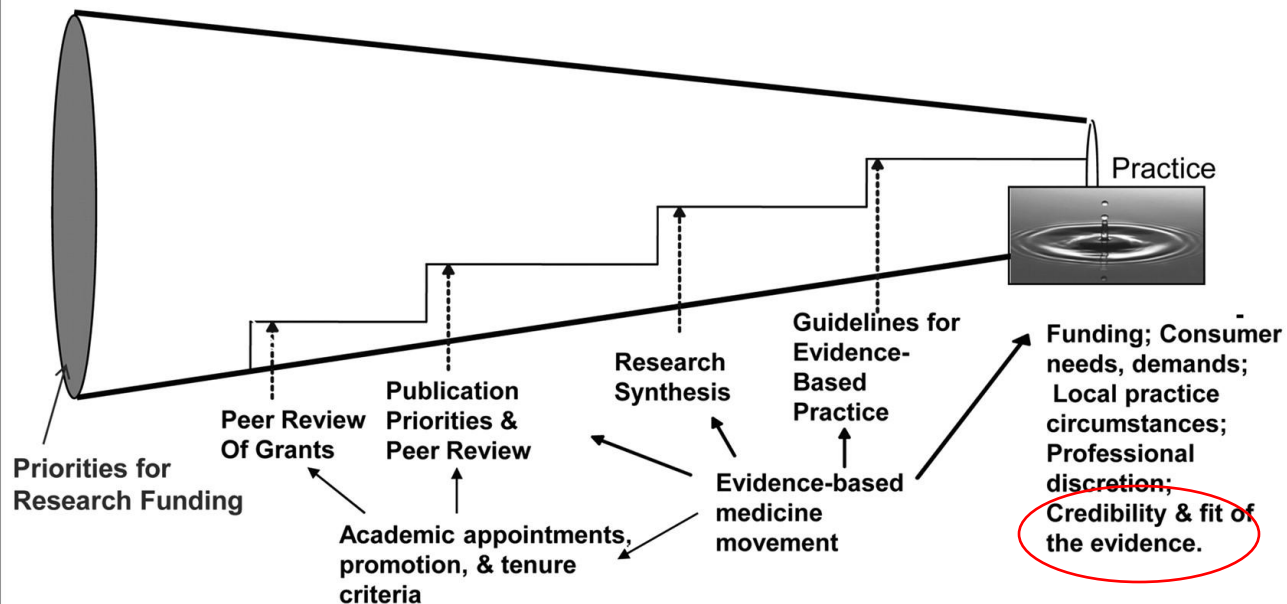 Practice
Priorities for
Research Funding
Peer Review
Of Grants
Publication
Priorities &
Peer Review
Research
Synthesis
Guidelines for
Evidence-
Based
Practice
Academic appointments,
promotion, & tenure
criteria
Evidence-based
medicine
movement
-
Funding; Consumer
needs, demands;
Local practice
circumstances;
Professional
discretion;
Credibility & fit of
the evidence.